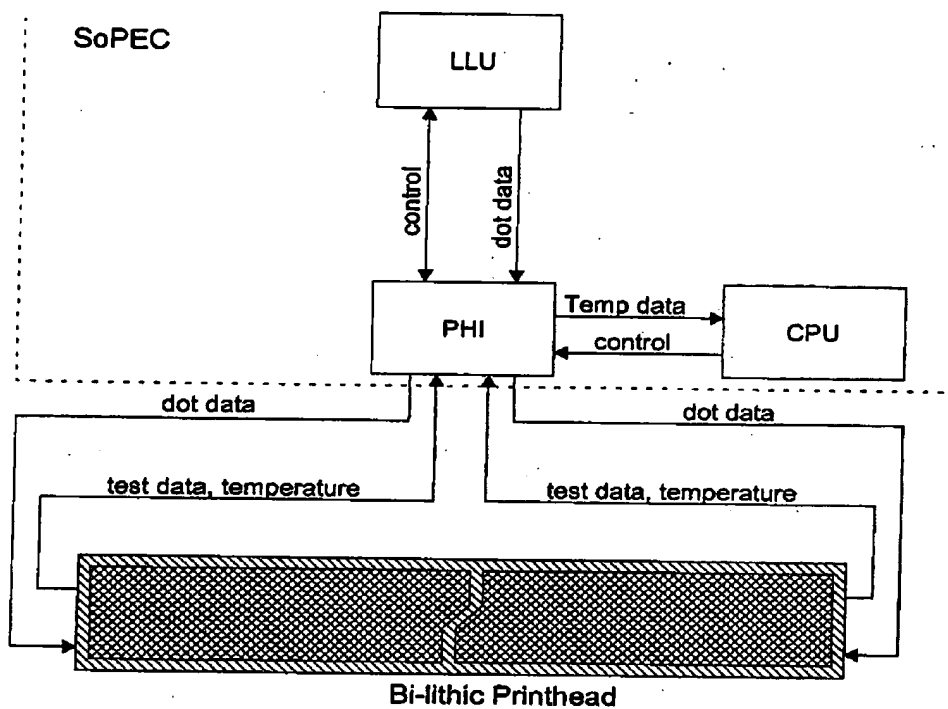 SoPEC
LLU
control
dot data
PHI
Temp data
control
CPU
dot data
dot data
test data, temperature
test data, temperature
Bi-lithic Printhead